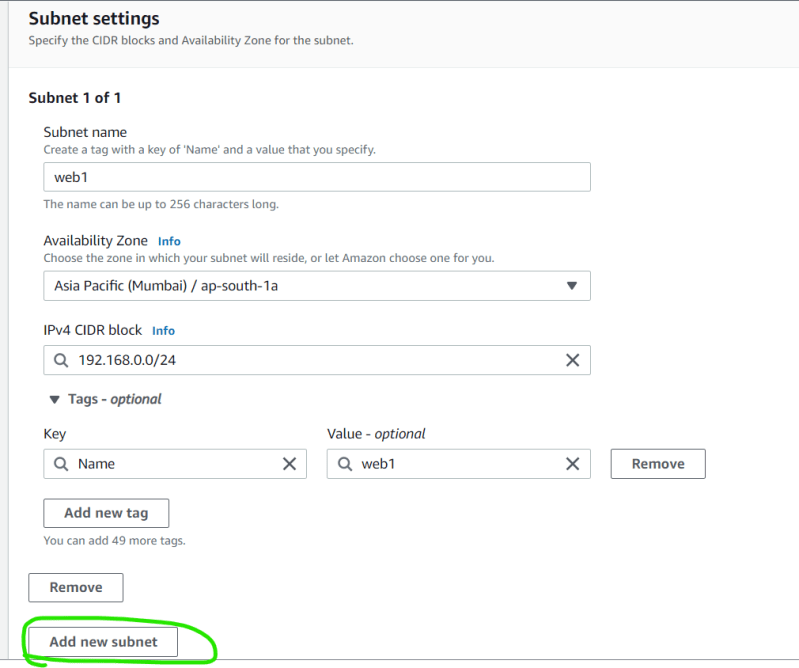 Subnet settings
Specify the CIDR blocks and Availability Zone for the subnet.
Subnet 1 of 1
Subnet name
Create a tag with a key of 'Name' and a value that you specify.
web1
The name can be up to 256 characters long.
Availability Zone Info
Choose the zone in which your subnet will reside, or let Amazon choose one for you.
Asia Pacific (Mumbai) / ap-south-1a
IPv4 CIDR block Info
192.168.0.0/24
Tags - optional
Key Value - optional
Name web1 Remove
Add new tag
You can add 49 more tags.
Remove
Add new subnet